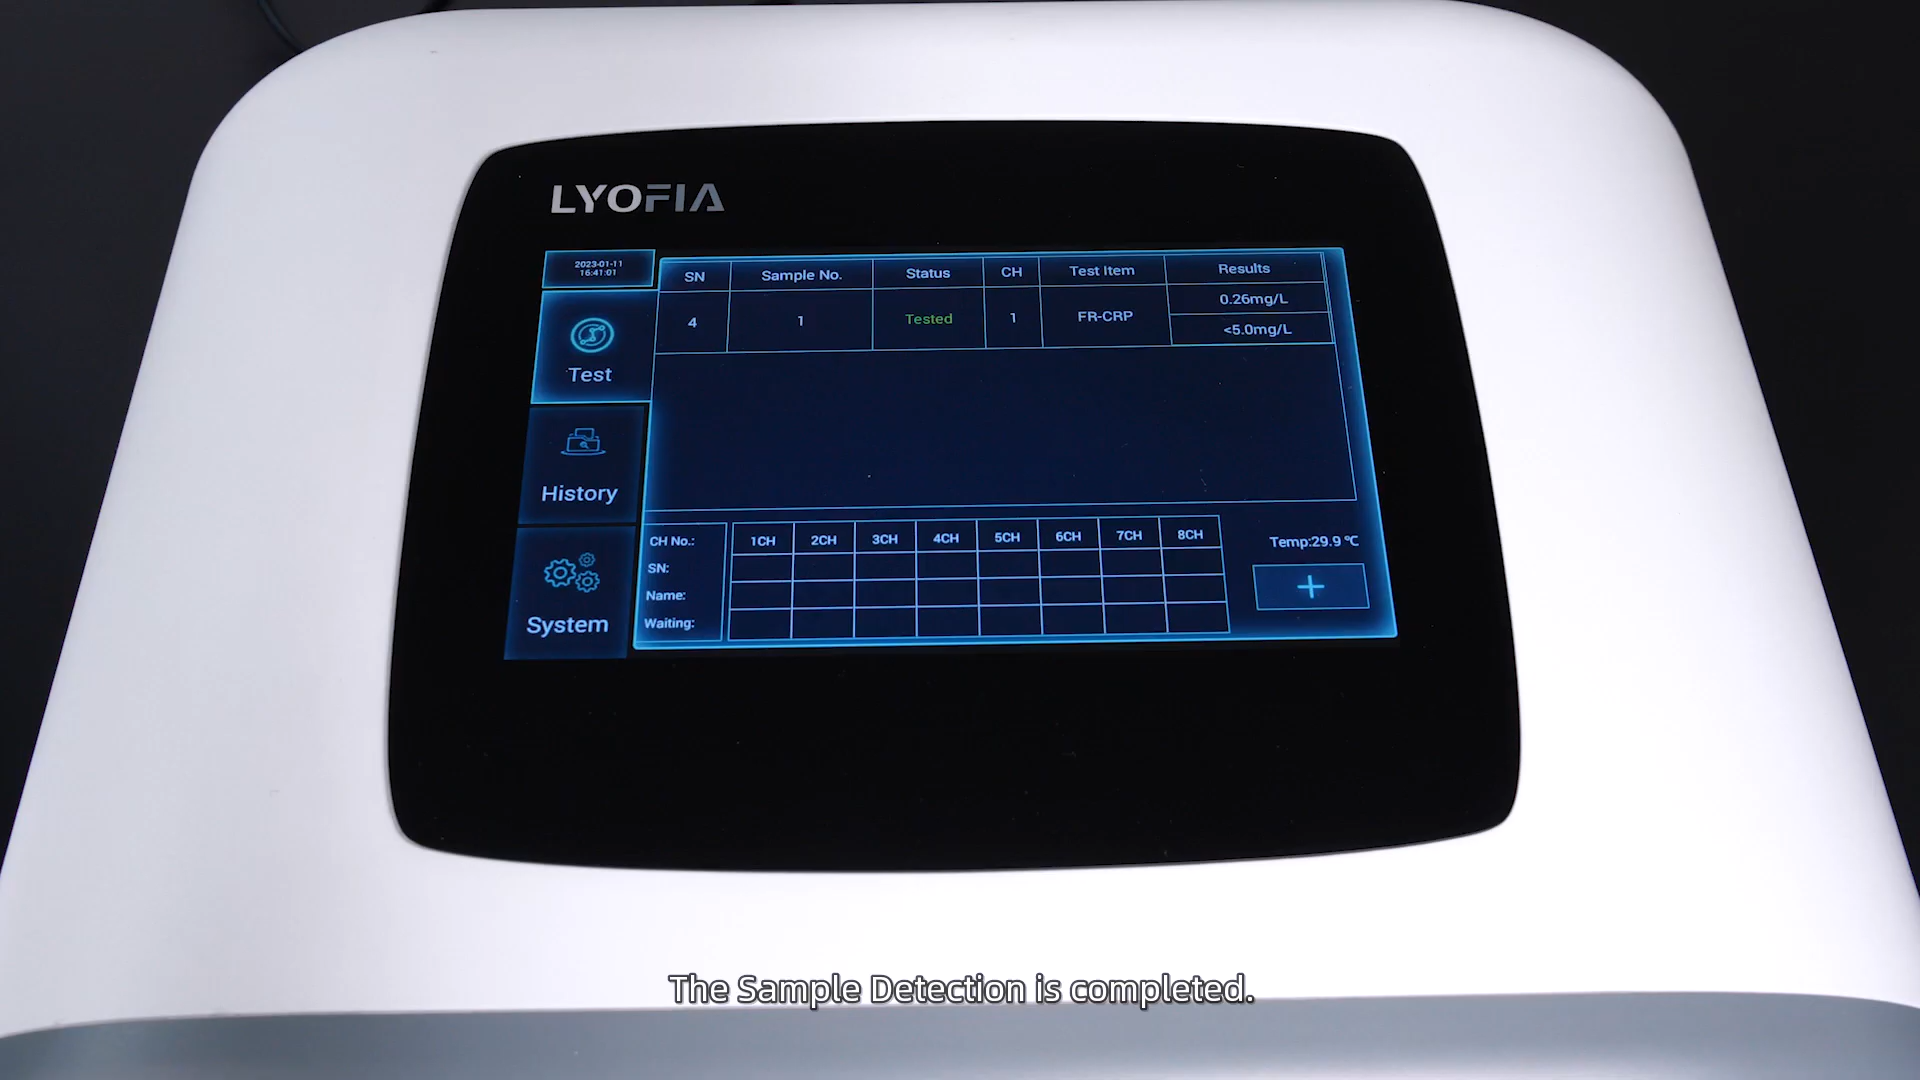 LYOFIA
2023-01-11
16:41:01
SN Sample No. Status CH Test Item Results
4 1 Tested 1 FR-CRP 0.26mg/L
<5.0mg/L
Test
History
System
CH No.: 1CH 2CH 3CH 4CH 5CH 6CH 7CH 8CH
SN:
Name:
Waiting:
Temp:29.9 ℃
+
The Sample Detection is completed.